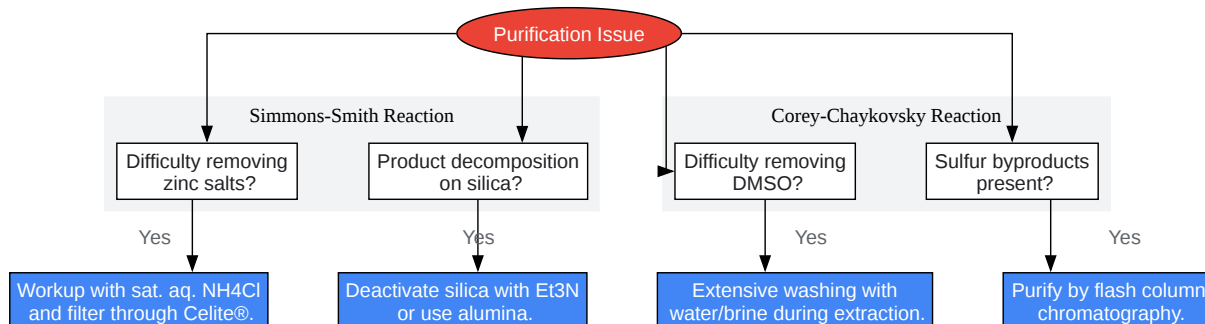 Purification Issue
Simmons-Smith Reaction
Corey-Chaykovsky Reaction
Difficulty removing
zinc salts?
Product decomposition
on silica?
Difficulty removing
DMSO?
Sulfur byproducts
present?
Yes
Yes
Yes
Yes
Workup with sat. aq. NH4Cl
and filter through Celite®.
Deactivate silica with Et3N
or use alumina.
Extensive washing with
water/brine during extraction.
Purify by flash column
chromatography.